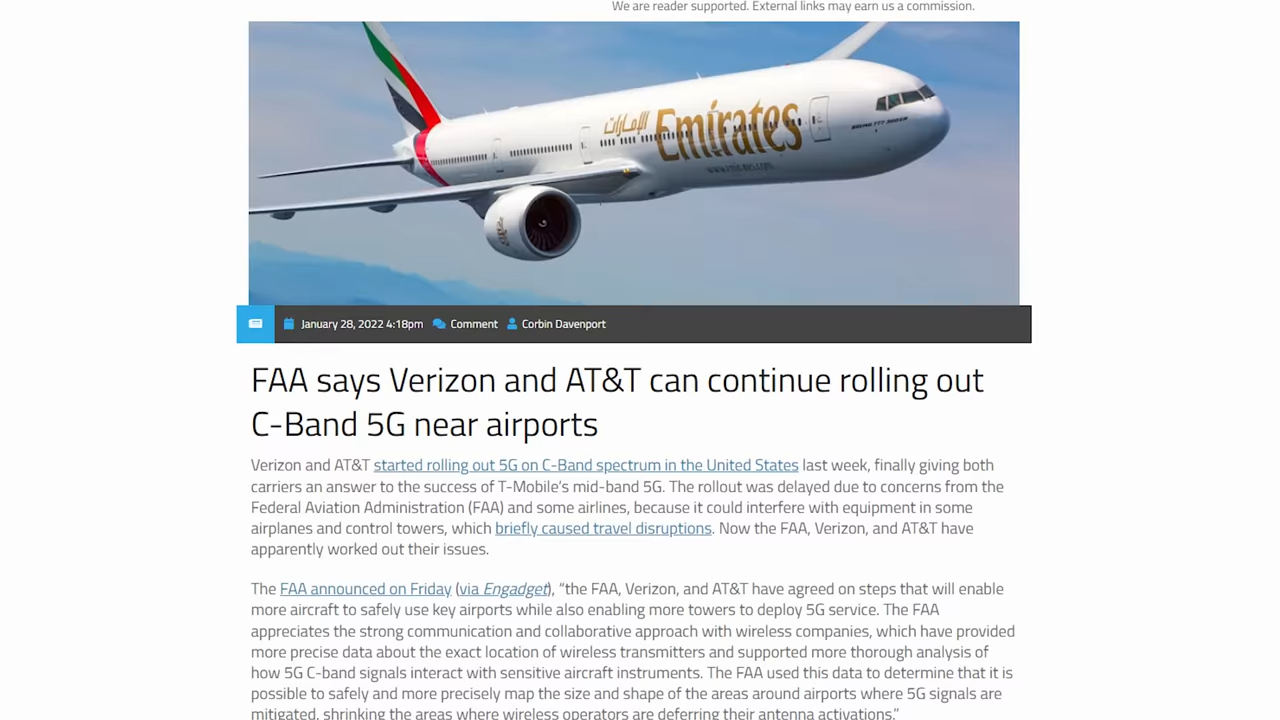 We are reader supported. External links may earn us a commission.
الإمارات Emirates
BOEING 777-300ER
January 28, 2022 4:18pm Comment Corbin Davenport
FAA says Verizon and AT&T can continue rolling out
C-Band 5G near airports
Verizon and AT&T started rolling out 5G on C-Band spectrum in the United States last week, finally giving both
carriers an answer to the success of T-Mobile's mid-band 5G. The rollout was delayed due to concerns from the
Federal Aviation Administration (FAA) and some airlines, because it could interfere with equipment in some
airplanes and control towers, which briefly caused travel disruptions. Now the FAA, Verizon, and AT&T have
apparently worked out their issues.
The FAA announced on Friday (via Engadget), “the FAA, Verizon, and AT&T have agreed on steps that will enable
more aircraft to safely use key airports while also enabling more towers to deploy 5G service. The FAA
appreciates the strong communication and collaborative approach with wireless companies, which have provided
more precise data about the exact location of wireless transmitters and supported more thorough analysis of
how 5G C-band signals interact with sensitive aircraft instruments. The FAA used this data to determine that it is
possible to safely and more precisely map the size and shape of the areas around airports where 5G signals are
mitigated, shrinking the areas where wireless operators are deferring their antenna activations.”